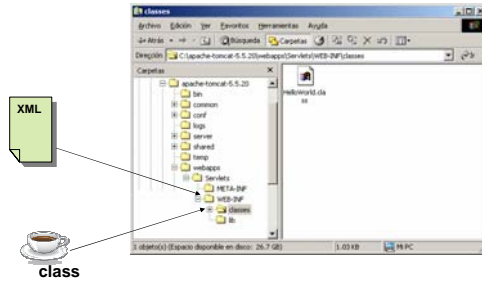 classes
Archivo Edición Ver Favoritos Herramientas Ayuda
Atrás Búsqueda Carpetas
Dirección C:\apache-tomcat-5.5.20\webapps\Servlets\WEB-INF\classes
Carpetas
apache-tomcat-5.5.20
bin
common
conf
logs
server
shared
temp
webapps
Servlets
META-INF
WEB-INF
classes
lib
HelloWorld.cla
ss
1 objeto(s) (Espacio disponible en disco: 26.7 GB) 1.03 KB Mi PC
XML
class